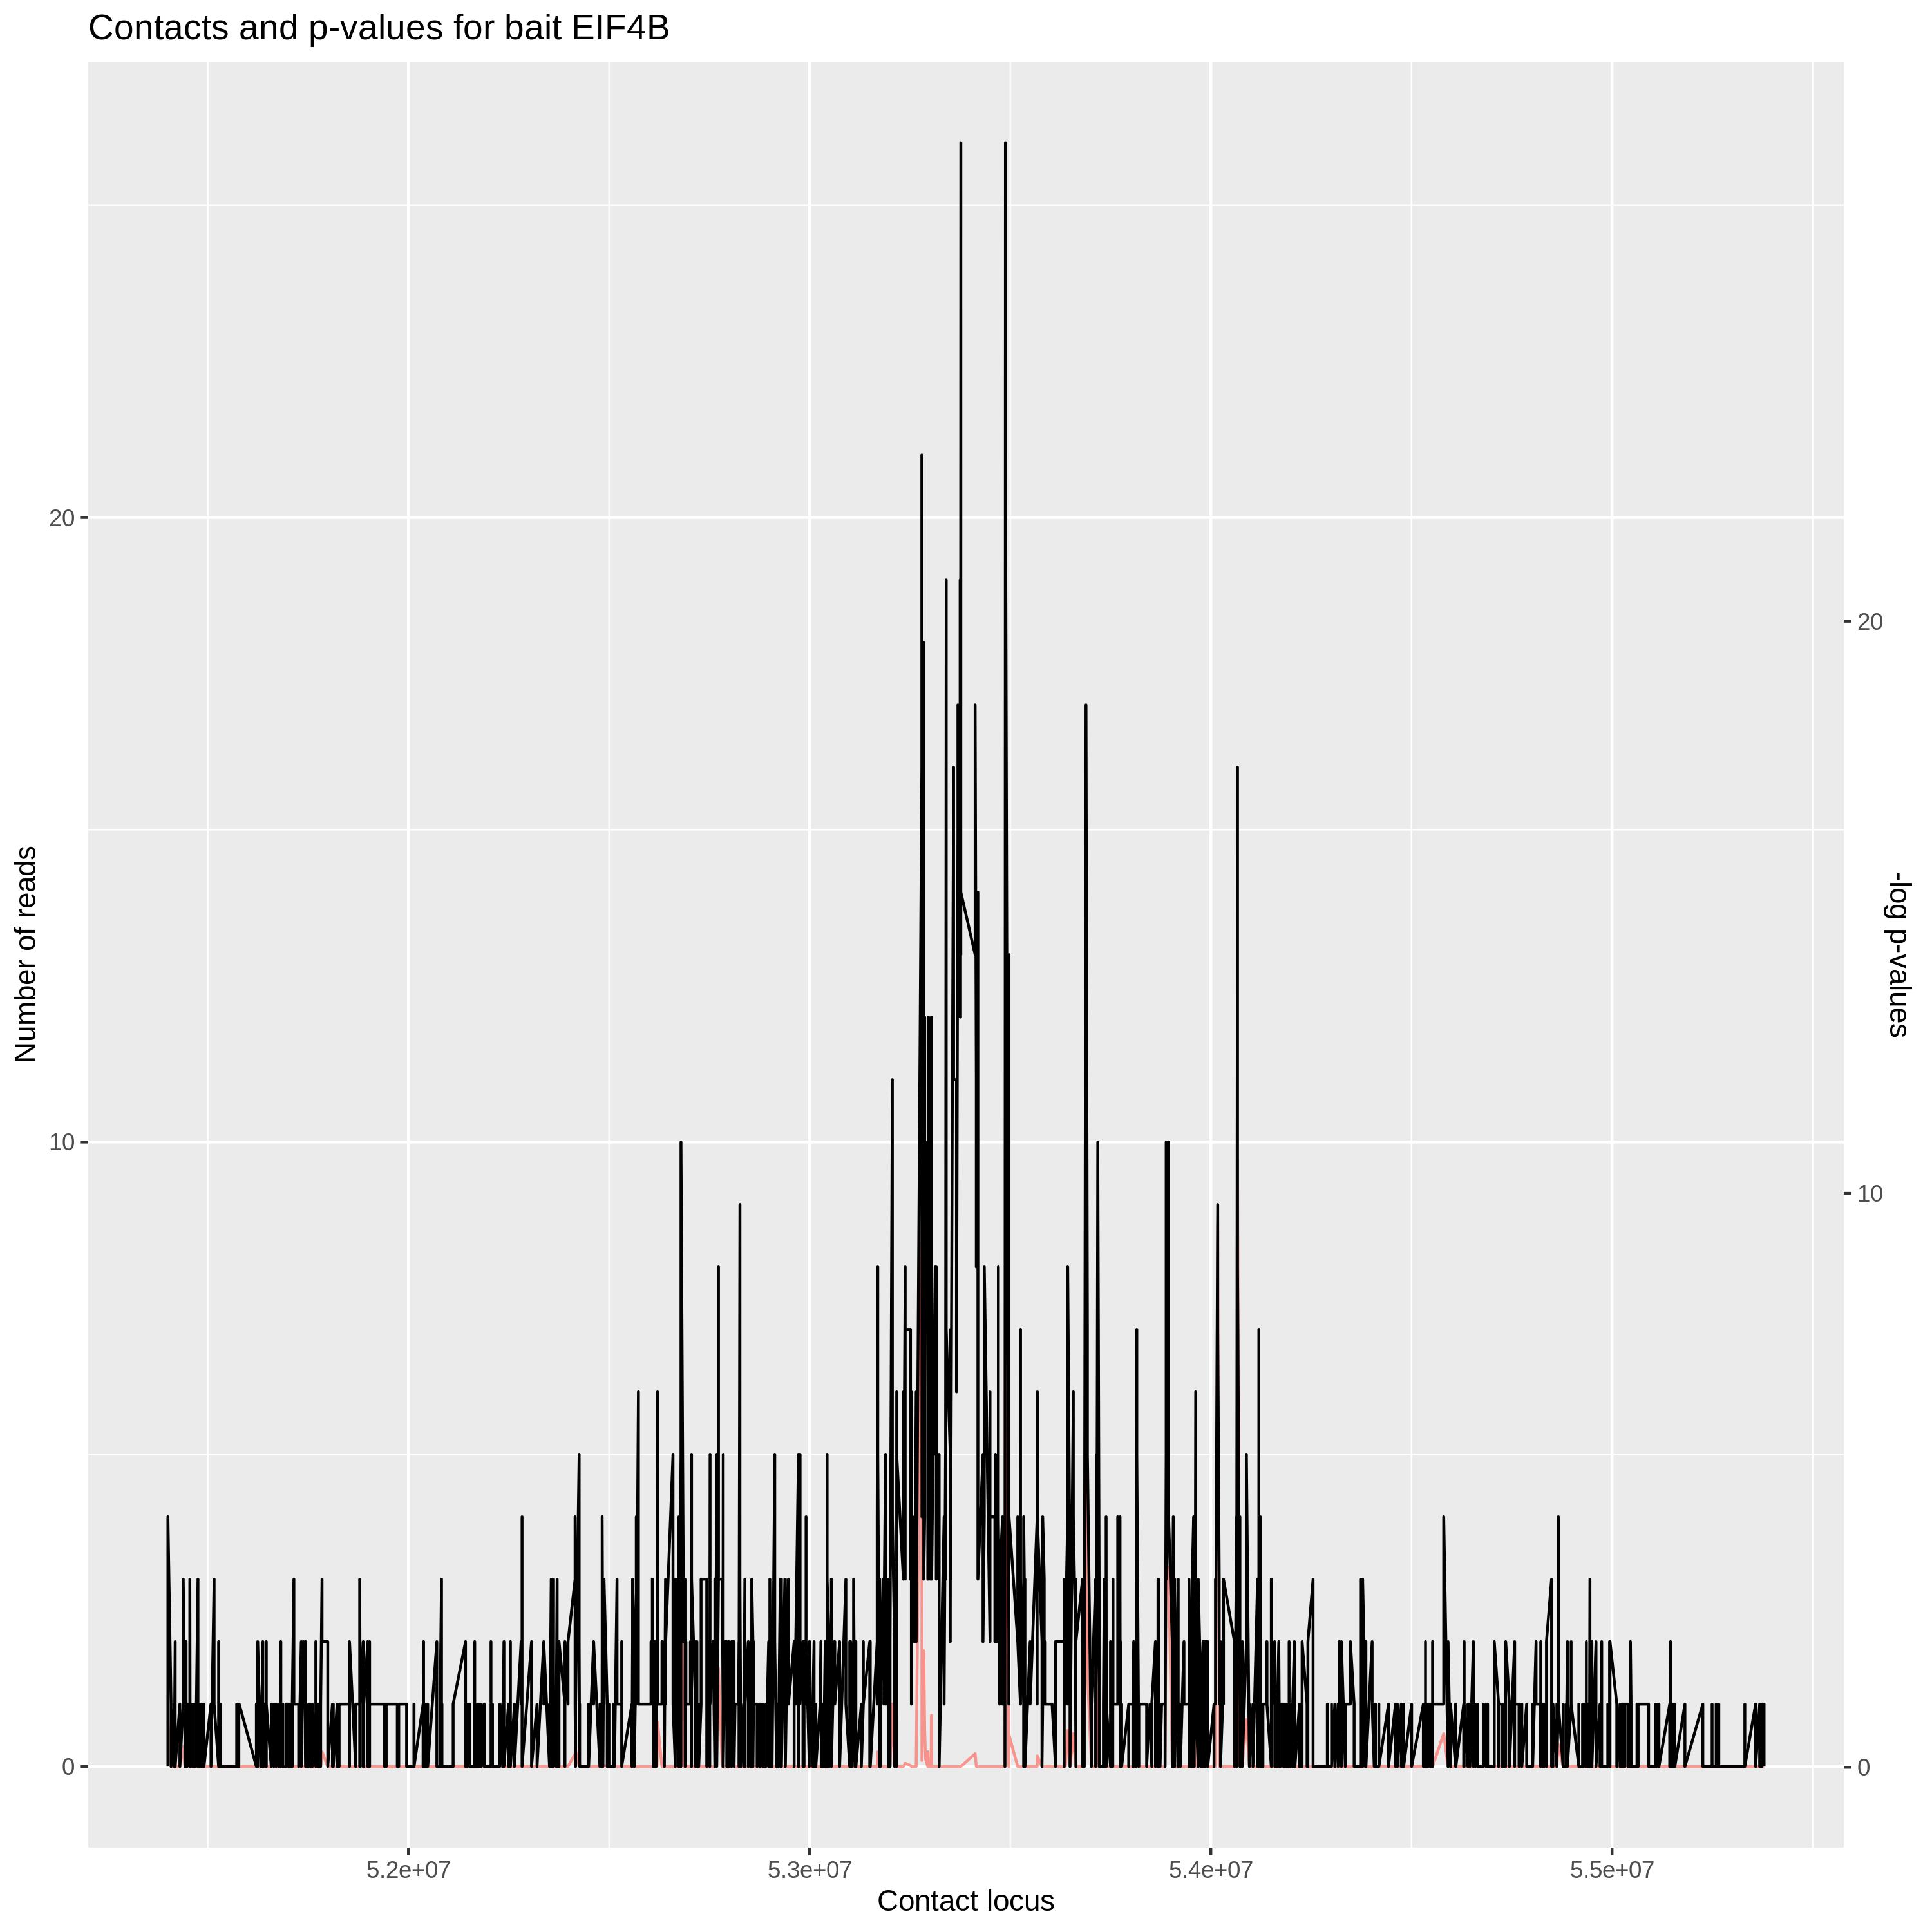 Contacts and p-values for bait EIF4B
Number of reads
20
10
0
-log p-values
20
10
0
5.2e+07
5.3e+07
5.4e+07
5.5e+07
Contact locus